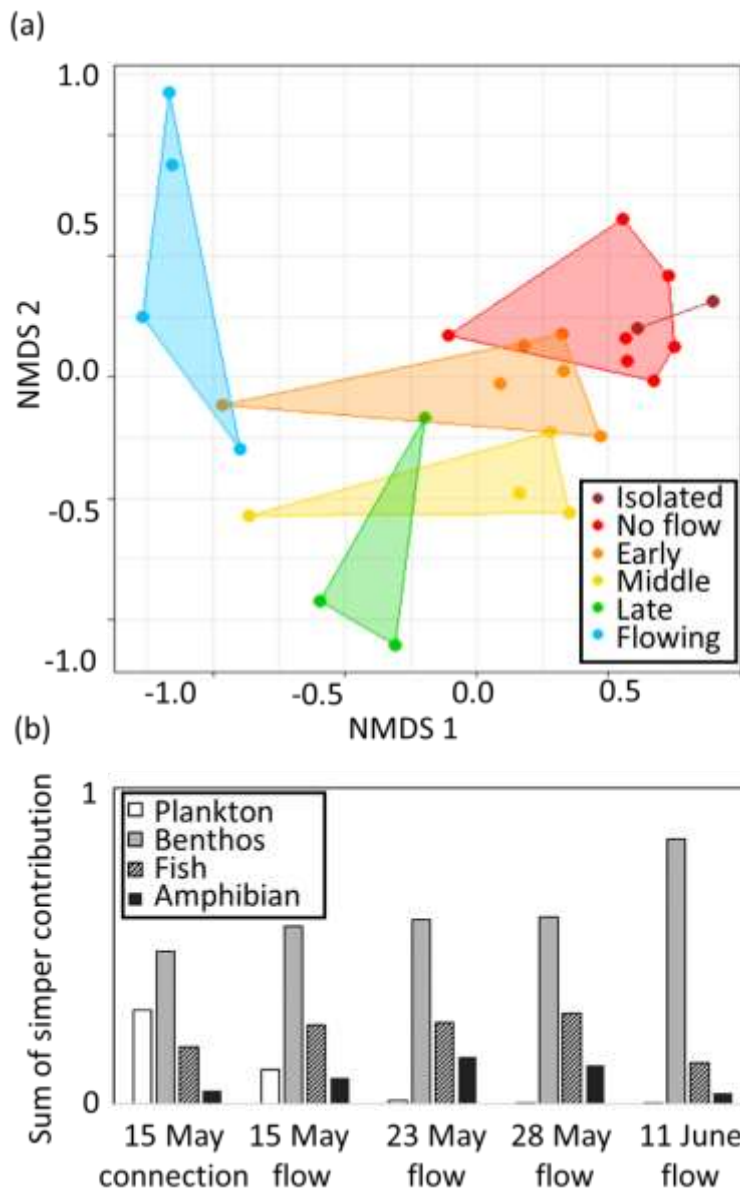 (a)
1.0
0.5
0.0
-0.5
-1.0
NMDS 2
Isolated
No flow
Early
Middle
Late
Flowing
-1.0 -0.5 0.0 0.5
NMDS 1
(b)
Sum of simper contribution
1
0
Plankton
Benthos
Fish
Amphibian
15 May 15 May 23 May 28 May 11 June
connection flow flow flow flow